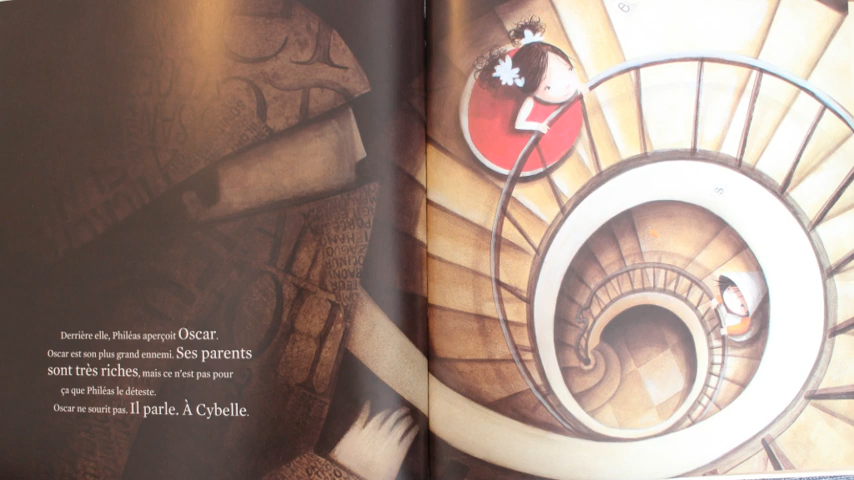 Derrière elle, Philéas aperçoit Oscar.
Oscar est son plus grand ennemi. Ses parents
sont très riches, mais ce n'est pas pour
ça que Philéas le déteste.
Oscar ne sourit pas. Il parle. À Cybelle.